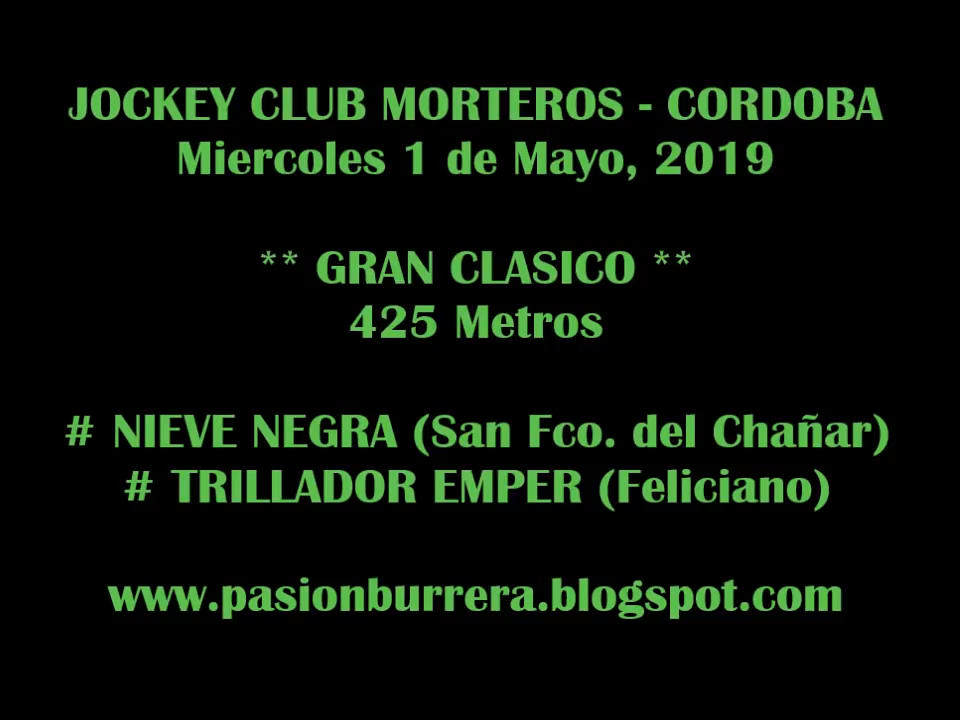 JOCKEY CLUB MORTEROS - CORDOBA
Miercoles 1 de Mayo, 2019
** GRAN CLASICO **
425 Metros
# NIEVE NEGRA (San Fco. del Chañar)
# TRILLADOR EMPER (Feliciano)
www.pasionburrera.blogspot.com